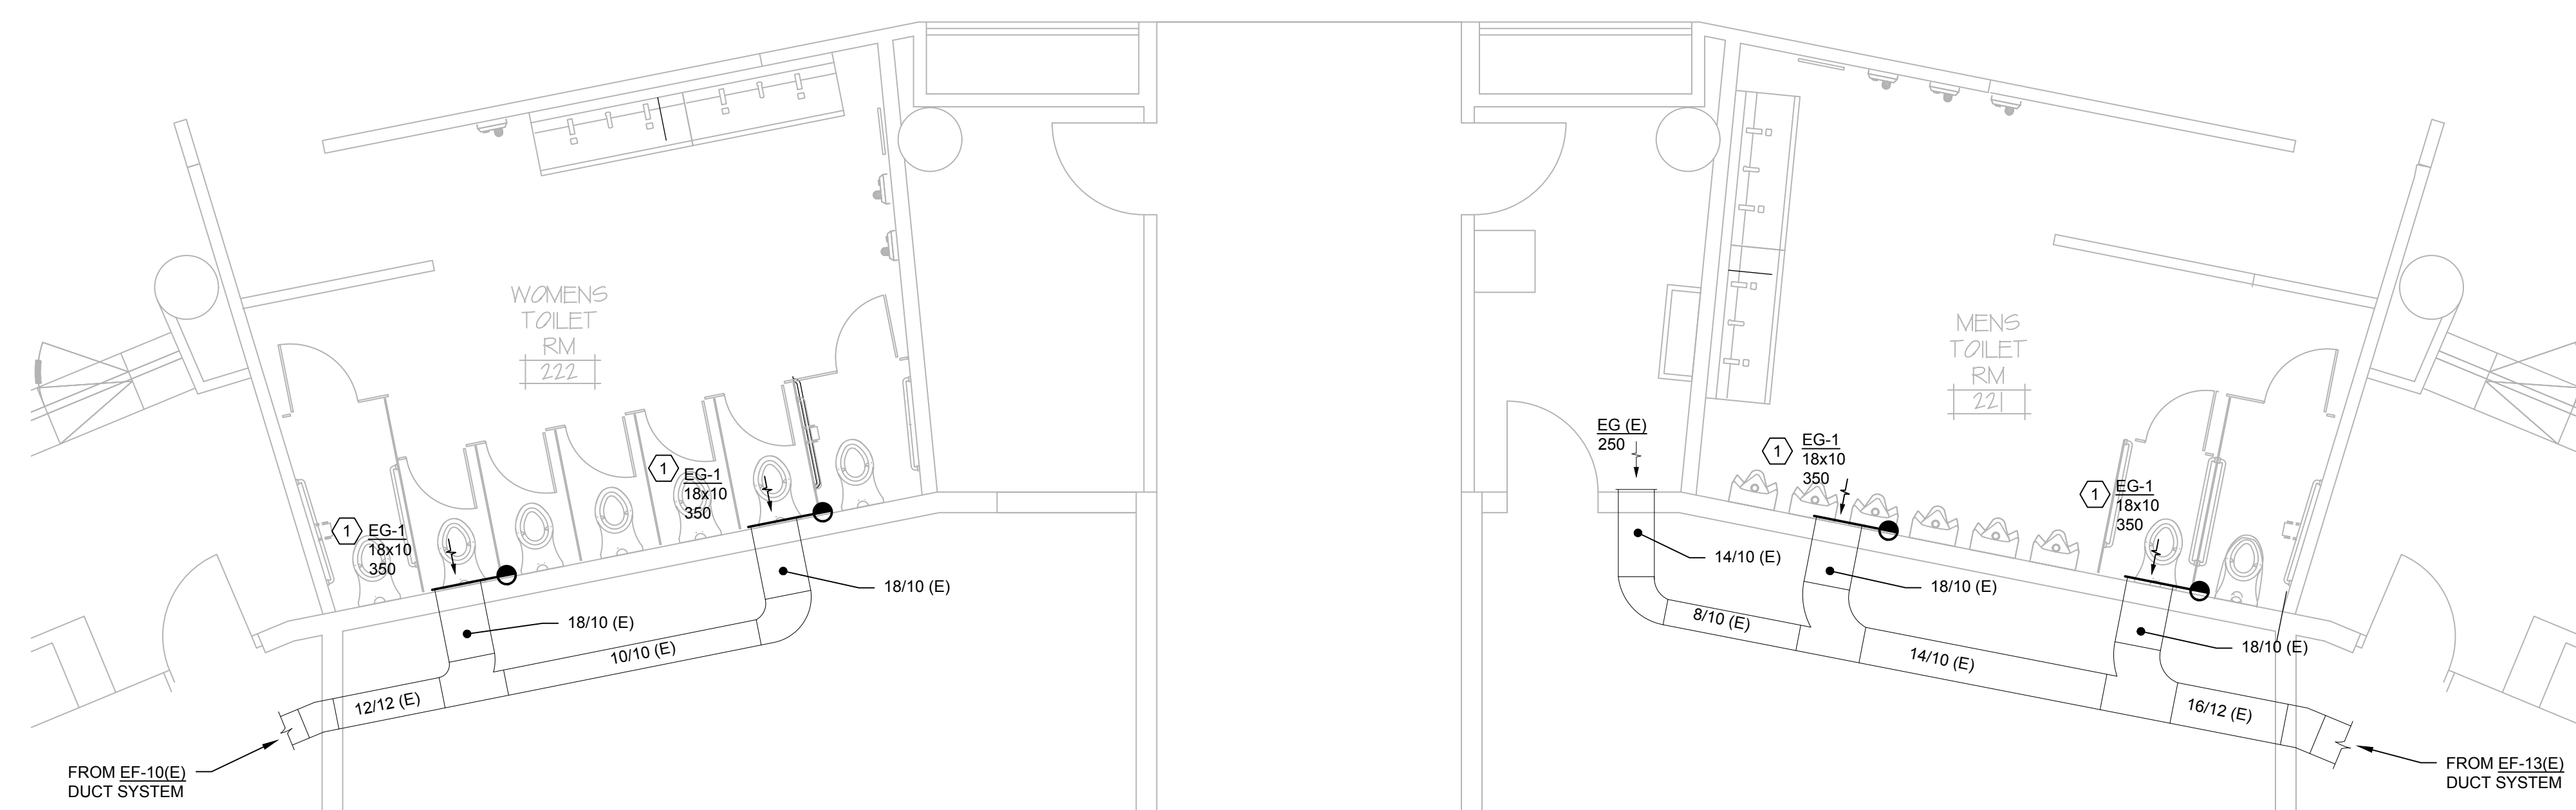 WOMENS
TOILET
RM
222
MENS
TOILET
RM
221
1
EG-1
18x10
350
1
EG-1
18x10
350
EG (E)
250
1
EG-1
18x10
350
1
EG-1
18x10
350
18/10 (E)
18/10 (E)
10/10 (E)
12/12 (E)
14/10 (E)
18/10 (E)
8/10 (E)
14/10 (E)
18/10 (E)
16/12 (E)
FROM EF-10(E)
DUCT SYSTEM
FROM EF-13(E)
DUCT SYSTEM